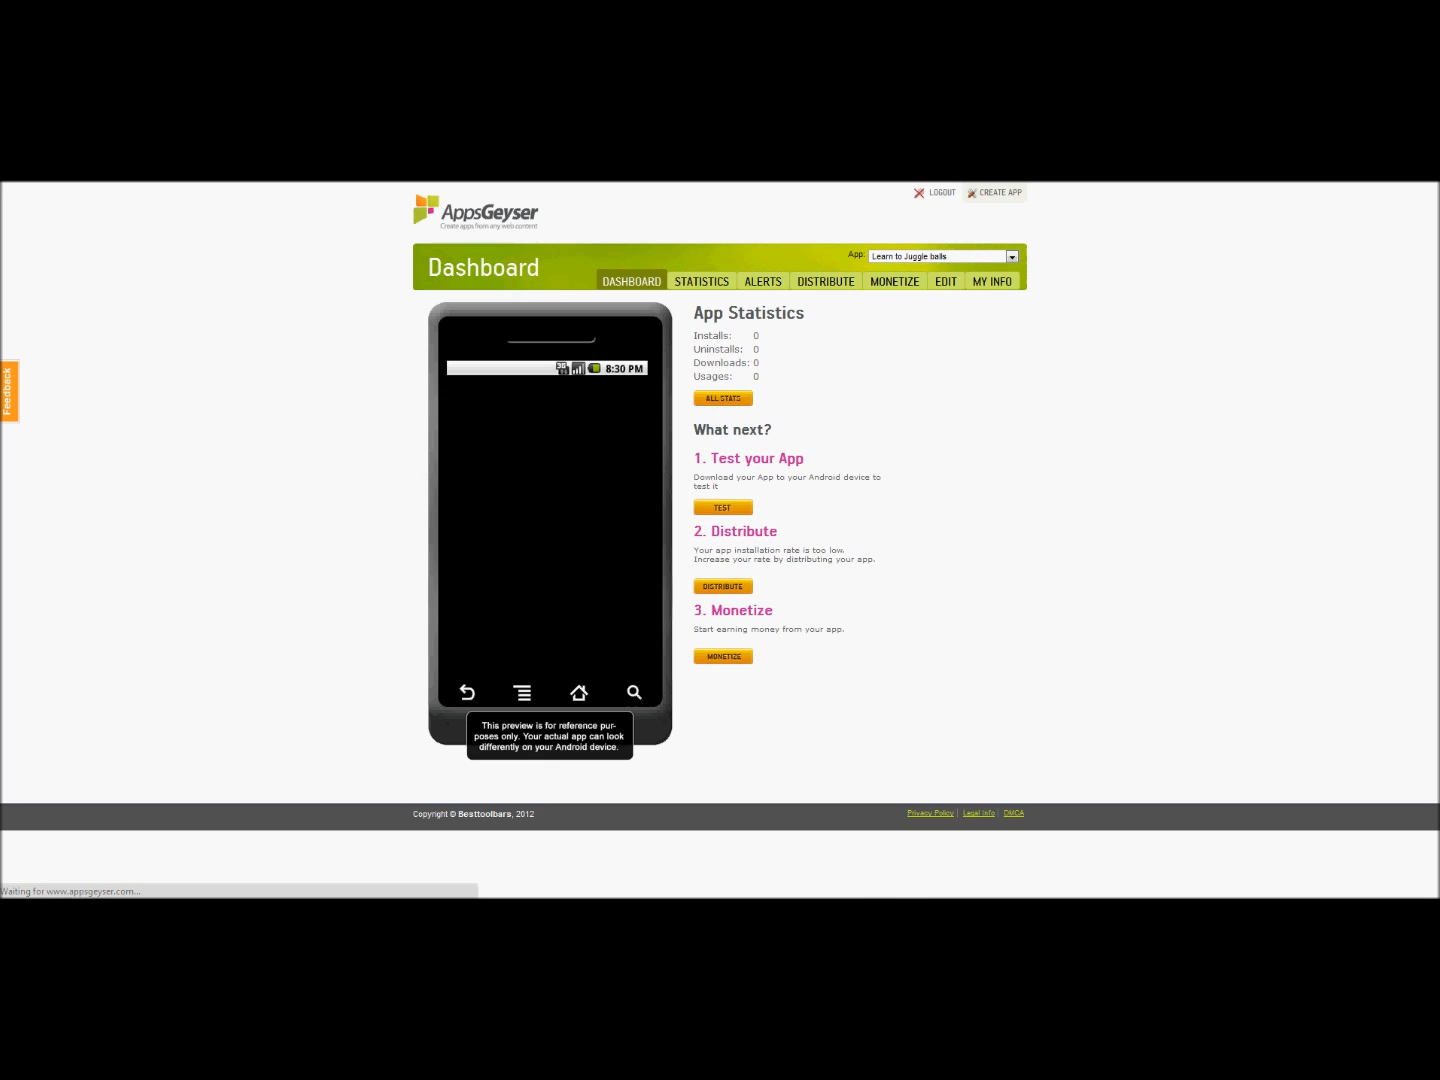 LOGOUT
CREATE APP
AppsGeyser
Create apps from any web content
App: Learn to Juggle balls
Dashboard
DASHBOARD STATISTICS ALERTS DISTRIBUTE MONETIZE EDIT MY INFO
Feedback
8:30 PM
This preview is for reference pur-
poses only. Your actual app can look
differently on your Android device.
App Statistics
Installs: 0
Uninstalls: 0
Downloads: 0
Usages: 0
ALL STATS
What next?
1. Test your App
Download your App to your Android device to
test it
TEST
2. Distribute
Your app installation rate is too low.
Increase your rate by distributing your app.
DISTRIBUTE
3. Monetize
Start earning money from your app.
MONETIZE
Copyright © Besttoolbars, 2012
Privacy Policy | Legal Info | DMCA
Waiting for www.appsgeyser.com...